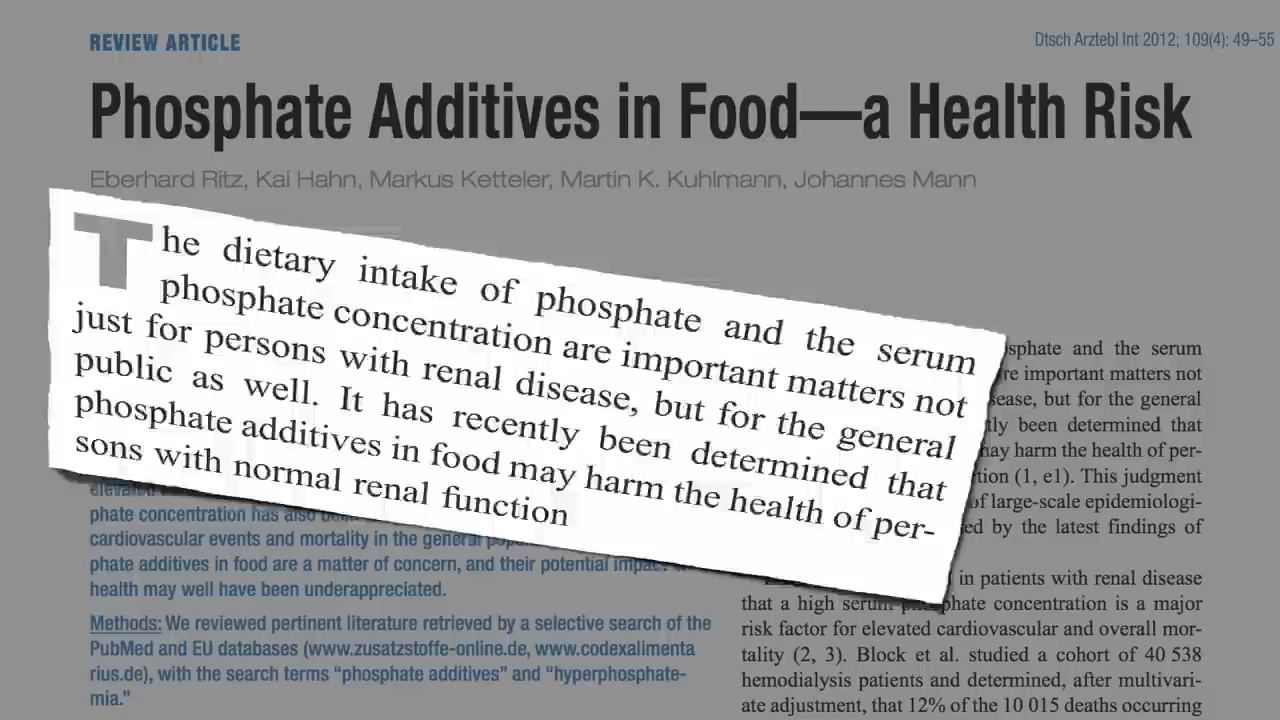 REVIEW ARTICLE
Dtsch Arztebl Int 2012; 109(4): 49–55
Phosphate Additives in Food—a Health Risk
Eberhard Ritz, Kai Hahn, Markus Ketteler, Martin K. Kuhlmann, Johannes Mann
The dietary intake of phosphate and the serum
phosphate concentration are important matters not
just for persons with renal disease, but for the general
public as well. It has recently been determined that
phosphate additives in food may harm the health of per-
sons with normal renal function
phate concentration has also
cardiovascular events and mortality in the general
phate additives in food are a matter of concern, and their potential
health may well have been underappreciated.
Methods: We reviewed pertinent literature retrieved by a selective search of the
PubMed and EU databases (www.zusatzstoffe-online.de, www.codexalimenta
rius.de), with the search terms “phosphate additives” and “hyperphosphate-
mia.”
and the serum
important matters not
but for the general
been determined that
harm the health of per-
(1, e1). This judgment
of large-scale epidemiologi-
by the latest findings of
in patients with renal disease
that a high serum phosphate concentration is a major
risk factor for elevated cardiovascular and overall mor-
tality (2, 3). Block et al. studied a cohort of 40 538
hemodialysis patients and determined, after multivari-
ate adjustment, that 12% of the 10 015 deaths occurring